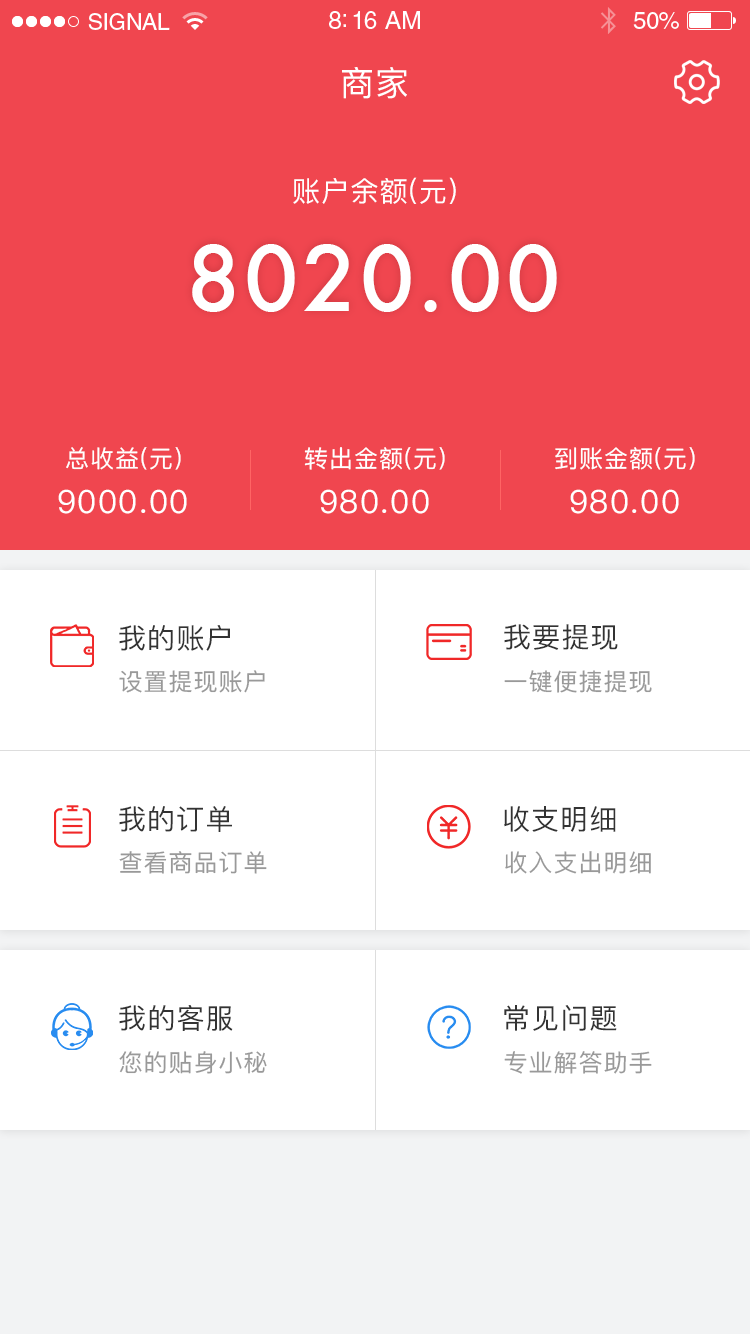 SIGNAL 8:16 AM 50%
商家
账户余额(元)
8020.00
总收益(元) 转出金额(元) 到账金额(元)
9000.00 980.00 980.00
我的账户 我要提现
设置提现账户 一键便捷提现
我的订单 收支明细
查看商品订单 收入支出明细
我的客服 常见问题
您的贴身小秘 专业解答助手